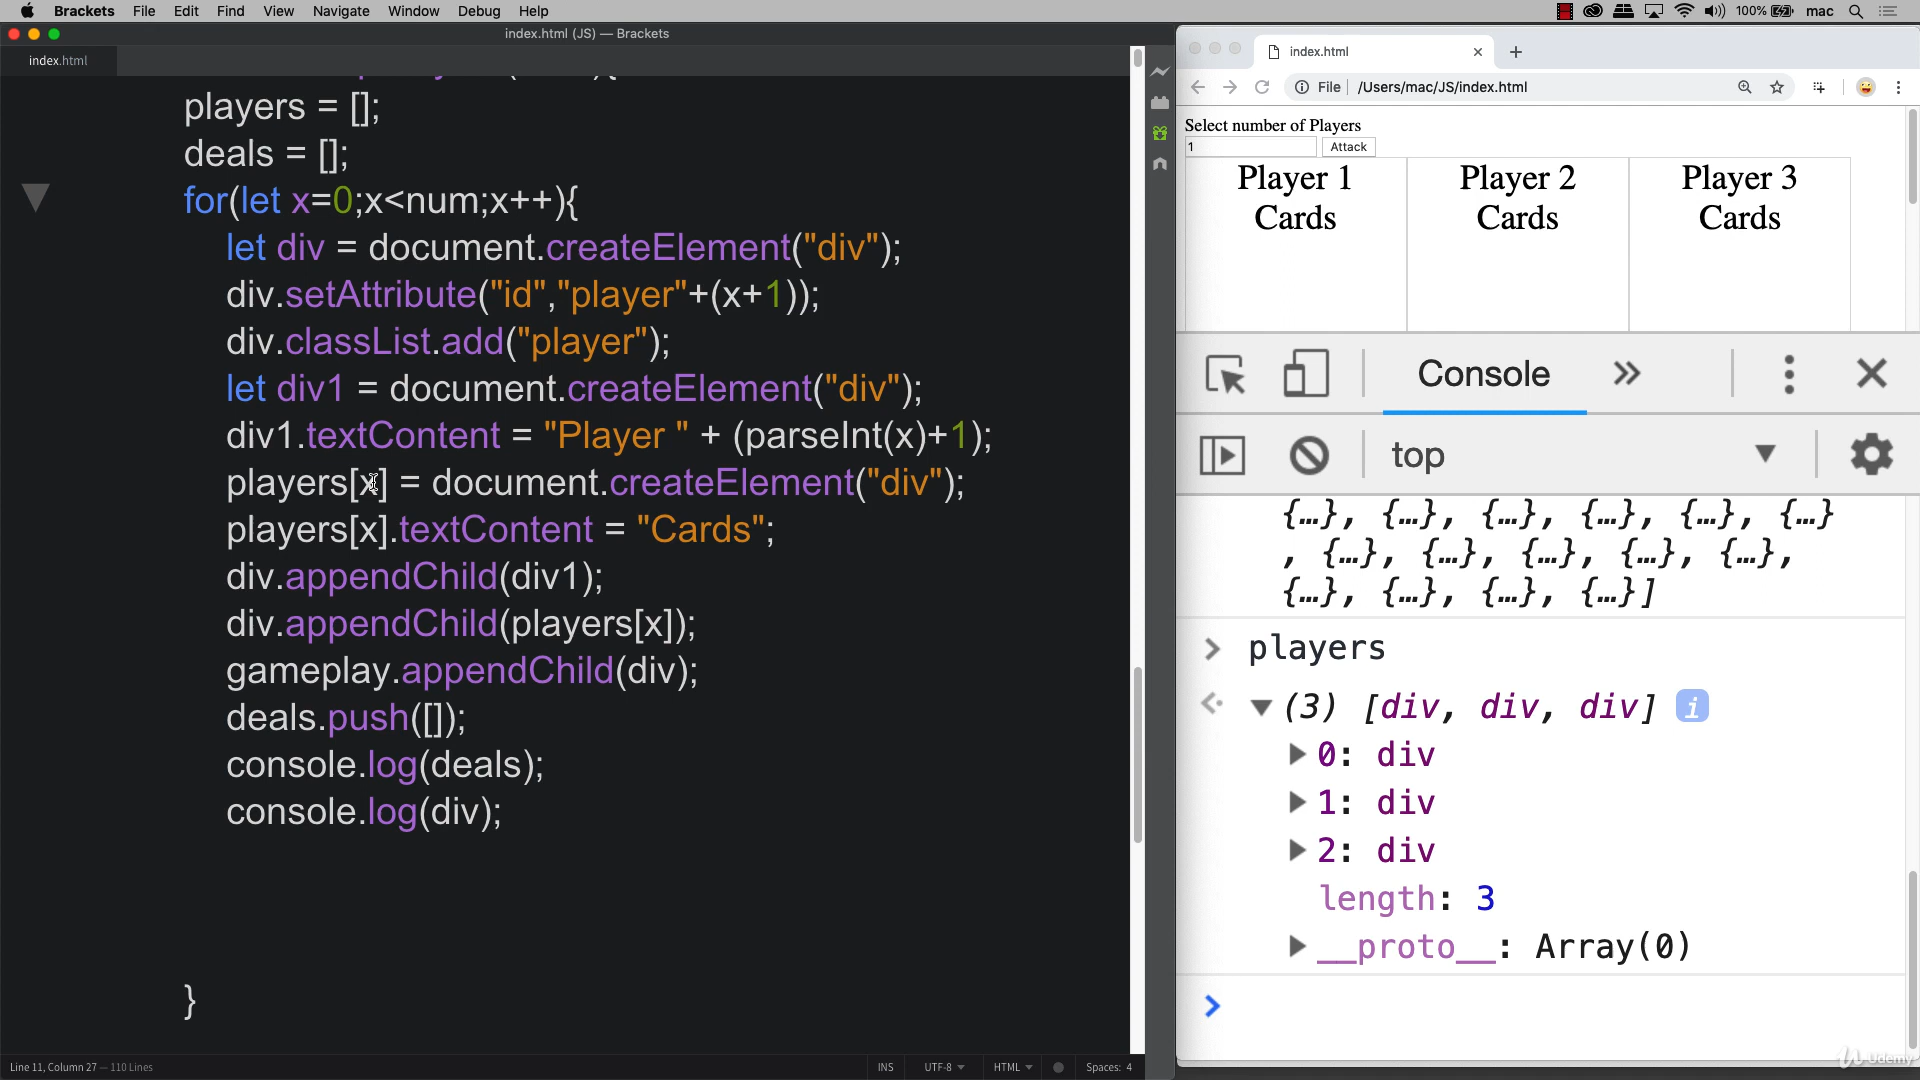 Brackets File Edit Find View Navigate Window Debug Help
100% mac
index.html (JS) — Brackets
index.html
players = [];
deals = [];
for(let x=0;x<num;x++){
let div = document.createElement("div");
div.setAttribute("id","player"+(x+1));
div.classList.add("player");
let div1 = document.createElement("div");
div1.textContent = "Player " + (parseInt(x)+1);
players[x] = document.createElement("div");
players[x].textContent = "Cards";
div.appendChild(div1);
div.appendChild(players[x]);
gameplay.appendChild(div);
deals.push([]);
console.log(deals);
console.log(div);
}
Line 11, Column 27 — 110 Lines
INS UTF-8 HTML Spaces: 4
index.html
File /Users/mac/JS/index.html
Select number of Players
1 Attack
Player 1 Player 2 Player 3
Cards Cards Cards
Console
top
{…}, {…}, {…}, {…}, {…}, {…}
, {…}, {…}, {…}, {…}, {…},
{…}, {…}, {…}, {…}]
players
(3) [div, div, div] i
0: div
1: div
2: div
length: 3
__proto__: Array(0)
Udemy